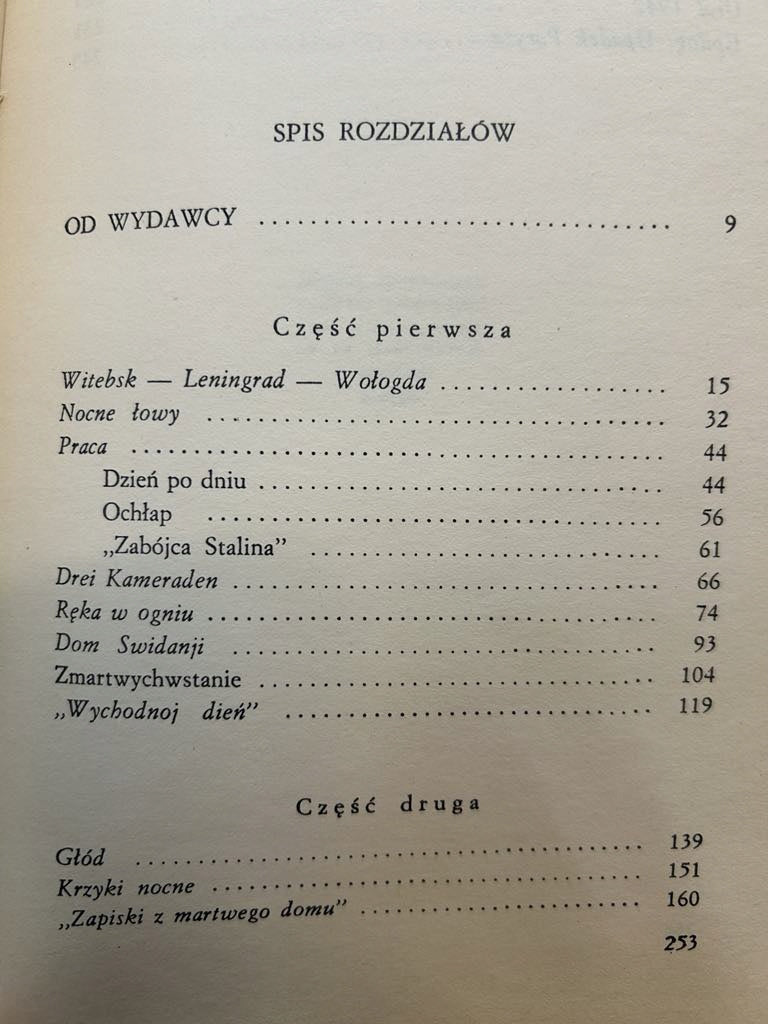 SPIS ROZDZIAŁÓW
OD WYDAWCY ................................. 9
Część pierwsza
Witebsk — Leningrad — Wołogda .................. 15
Nocne łowy .................................... 32
Praca ......................................... 44
Dzień po dniu ................................. 44
Ochłap ........................................ 56
„Zabójca Stalina” ............................. 61
Drei Kameraden ................................ 66
Ręka w ogniu .................................. 74
Dom Swidanji .................................. 93
Zmartwychwstanie .............................. 104
„Wychodnoj dień” .............................. 119
Część druga
Głód .......................................... 139
Krzyki nocne .................................. 151
„Zapiski z martwego domu” ..................... 160
253